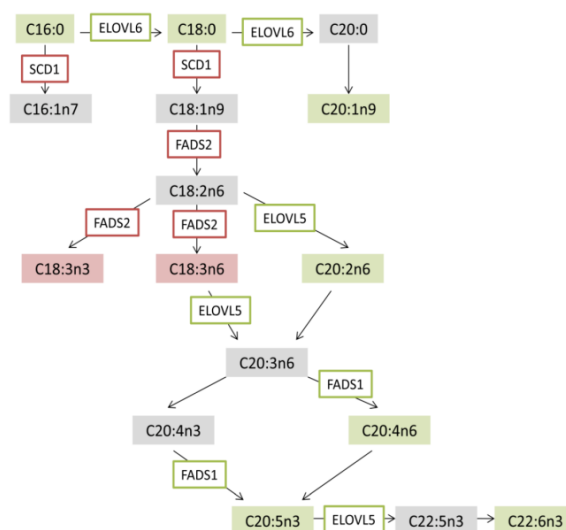 C16:0 ELOVL6 C18:0 ELOVL6 C20:0
SCD1 SCD1
C16:1n7 C18:1n9 C20:1n9
FADS2
C18:2n6
FADS2 FADS2 ELOVL5
C18:3n3 C18:3n6 C20:2n6
ELOVL5
C20:3n6
FADS1
C20:4n3 C20:4n6
FADS1
C20:5n3 ELOVL5 C22:5n3 C22:6n3